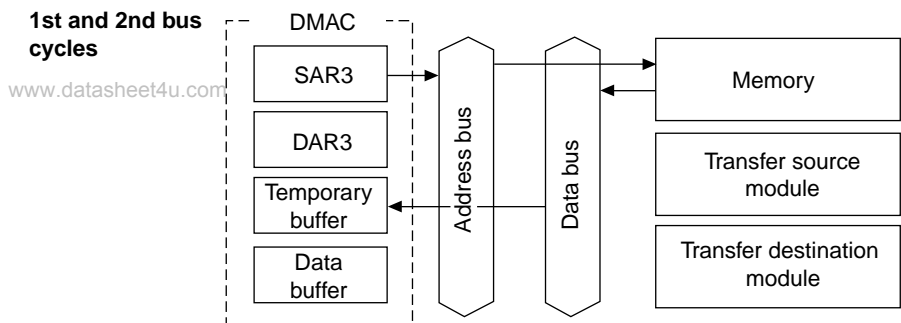 1st and 2nd bus
cycles
DMAC
www.datasheet4u.com
SAR3
DAR3
Temporary
buffer
Data
buffer
Address bus
Data bus
Memory
Transfer source
module
Transfer destination
module